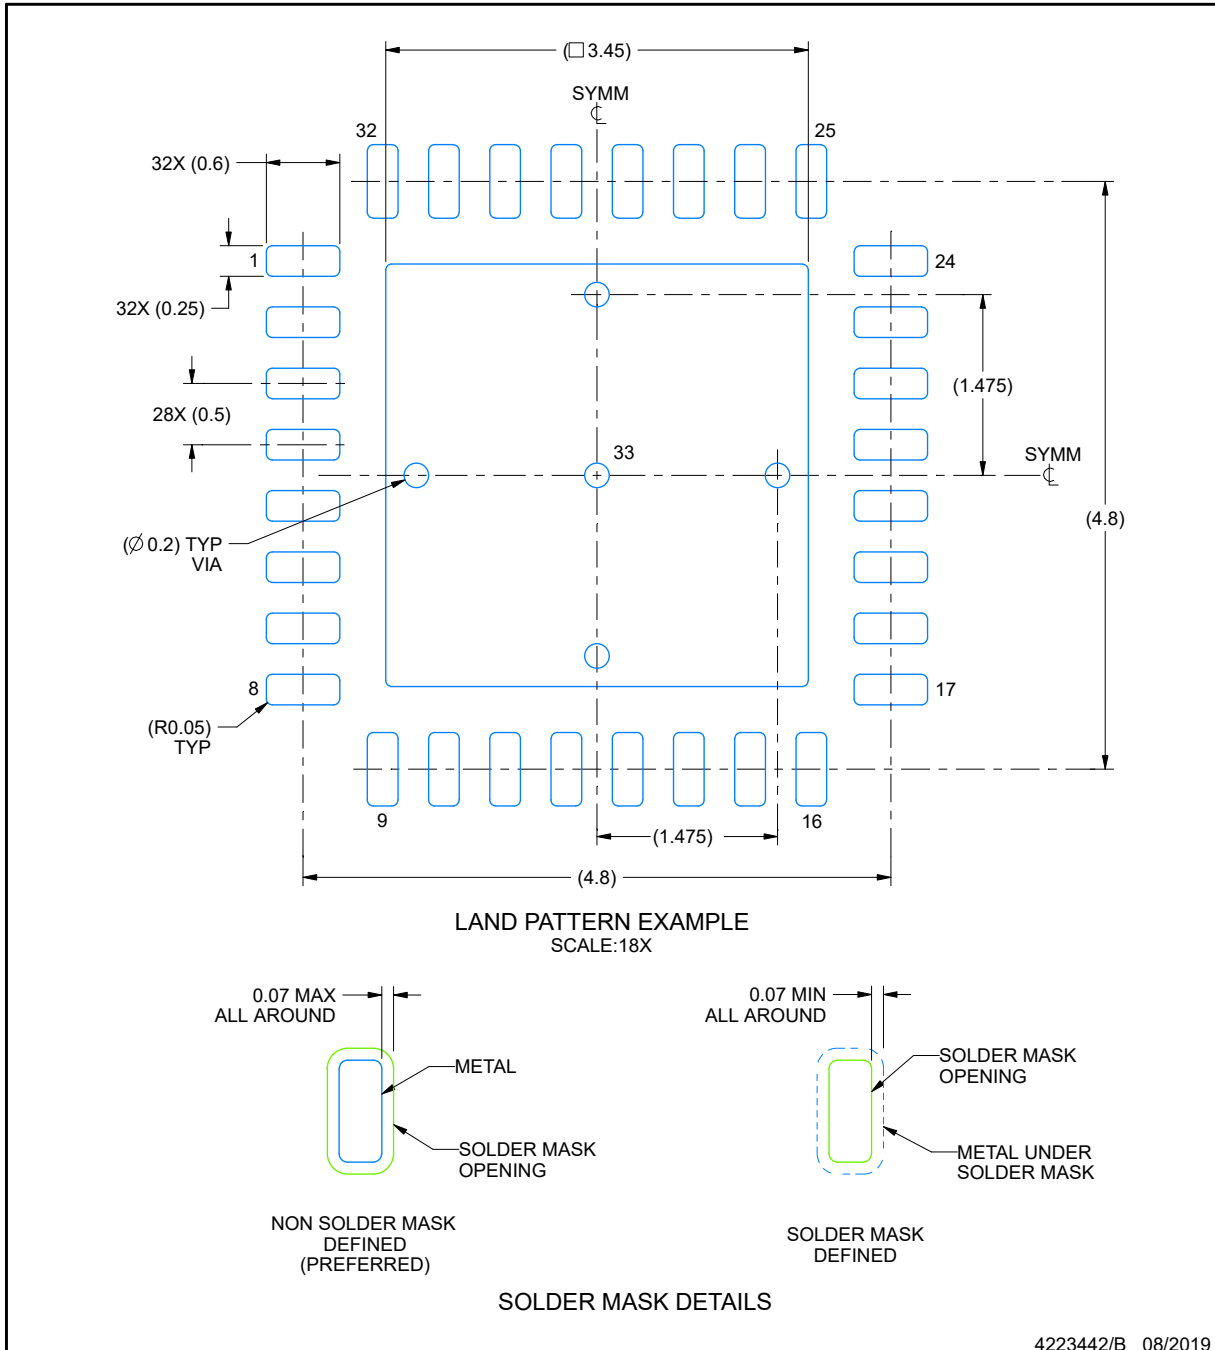 (□ 3.45)
SYMM
℄
32
25
32X (0.6)
1
24
32X (0.25)
(1.475)
28X (0.5)
33
SYMM
℄
(4.8)
(Ø 0.2) TYP
VIA
8
17
(R0.05)
TYP
9
16
(1.475)
(4.8)
LAND PATTERN EXAMPLE
SCALE:18X
0.07 MAX
ALL AROUND
METAL
SOLDER MASK
OPENING
NON SOLDER MASK
DEFINED
(PREFERRED)
0.07 MIN
ALL AROUND
SOLDER MASK
OPENING
METAL UNDER
SOLDER MASK
SOLDER MASK
DEFINED
SOLDER MASK DETAILS
4223442/B 08/2019